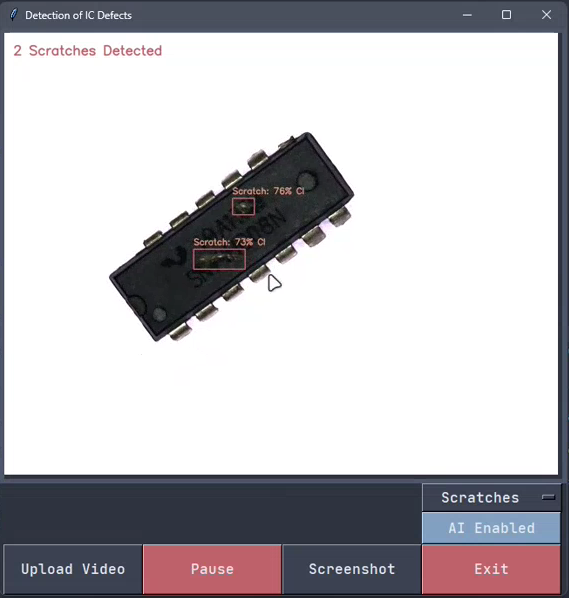 Detection of IC Defects
2 Scratches Detected
Scratch: 76% CI
Scratch: 73% CI
Scratches
AI Enabled
Upload Video
Pause
Screenshot
Exit